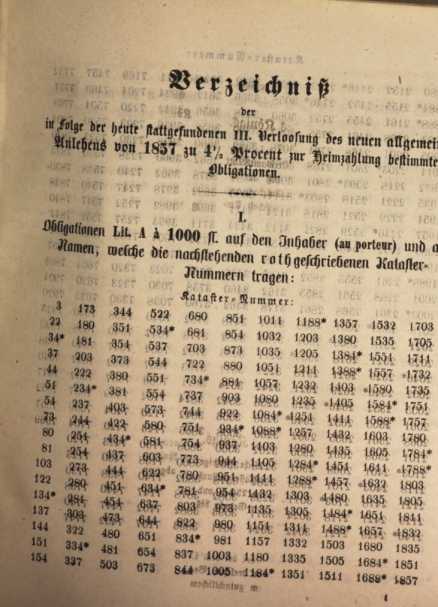 Verzeichniß
der
in Folge der heute stattgefundenen III. Verloosung des neuen allgemein
Anlehens von 1857 zu 4½ Procent zur Heimzahlung bestimmte
Obligationen.
I.
Obligationen Lit. A à 1000 fl. auf den Inhaber (au porteur) und a
Namen, welche die nachstehenden rothgeschriebenen Kataster-
Nummern tragen:
Kataster-Nummer:
3 173 344 522 680 851 1011 1188* 1357 1532 1703
22 180 351 534* 681 854 1032 1203 1380 1535 1705
34* 181 354 537 703 873 1035 1205 1384* 1551 1711
37 203 373 544 722 880 1051 1211 1388* 1557 1732
44 222 380 551 734* 881 1057 1232 1403 1580 1735
51 234* 381 554 737 903 1080 1235 1405 1584* 1751
54 237 403 573 744 922 1084* 1251 1411 1588* 1757
73 244 422 580 751 934* 1088* 1257 1432 1603 1780
80 251 434* 581 754 937 1103 1280 1435 1605 1784*
81 254 437 603 773 944 1105 1284* 1451 1611 1788*
103 273 444 622 780 951 1411 1288* 1457 1632 1803
122 280 451 634* 781 954 1132 1303 1480 1635 1805
134* 281 454 637 803 973 1135 1305 1484* 1651 1811
137 303 473 644 822 980 1151 1311 1488* 1657 1832
144 322 480 651 834* 981 1157 1332 1503 1680 1835
151 334* 481 654 837 1003 1180 1335 1505 1684* 1851
154 337 503 673 844 1005 1184* 1351 1511 1688* 1857
1